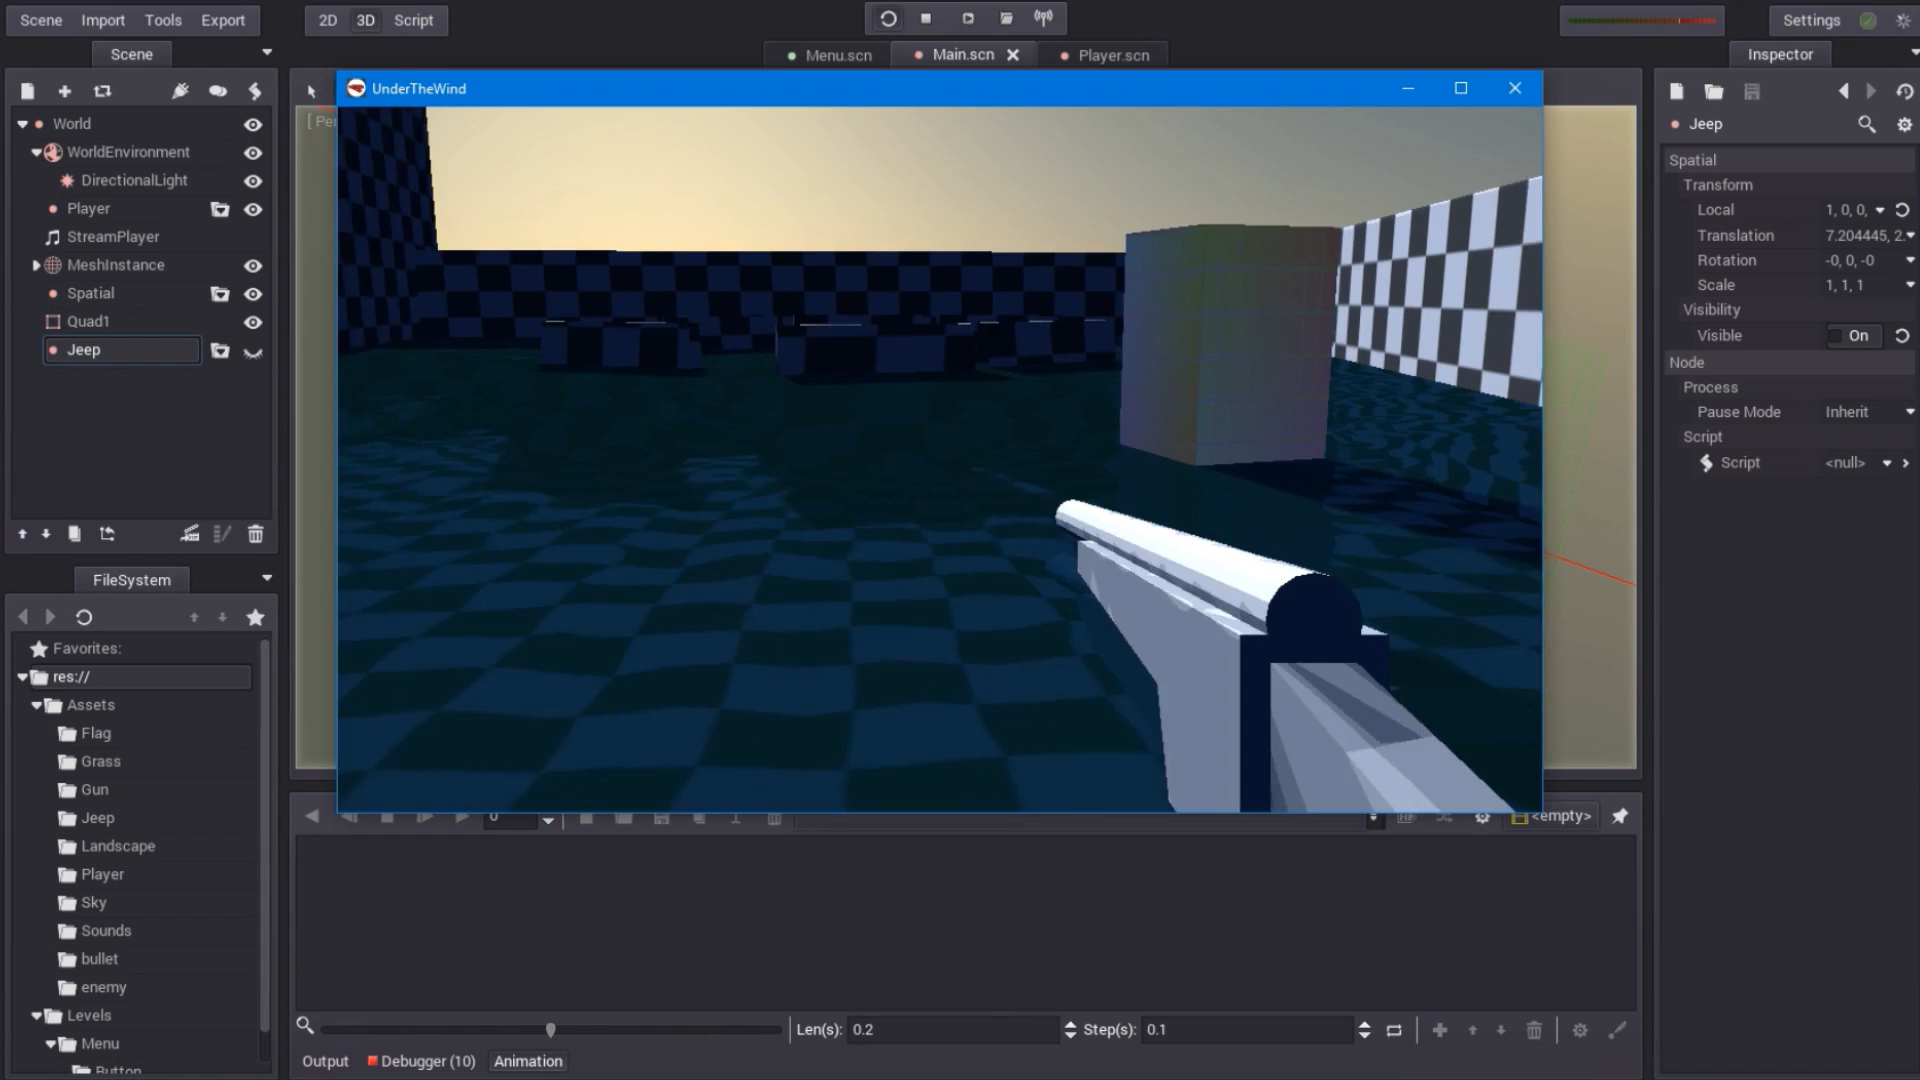 Scene Import Tools Export
2D 3D Script
Settings
Scene
Menu.scn
Main.scn
Player.scn
Inspector
UnderTheWind
World
WorldEnvironment
DirectionalLight
Player
StreamPlayer
MeshInstance
Spatial
Quad1
Jeep
[ Per
Jeep
Spatial
Transform
Local 1, 0, 0,
Translation 7.204445, 2.
Rotation -0, 0, -0
Scale 1, 1, 1
Visibility
Visible On
Node
Process
Pause Mode Inherit
Script
Script <null>
FileSystem
Favorites:
res://
Assets
Flag
Grass
Gun
Jeep
Landscape
Player
Sky
Sounds
bullet
enemy
Levels
Menu
Button
0
<empty>
Len(s): 0.2
Step(s): 0.1
Output Debugger (10) Animation